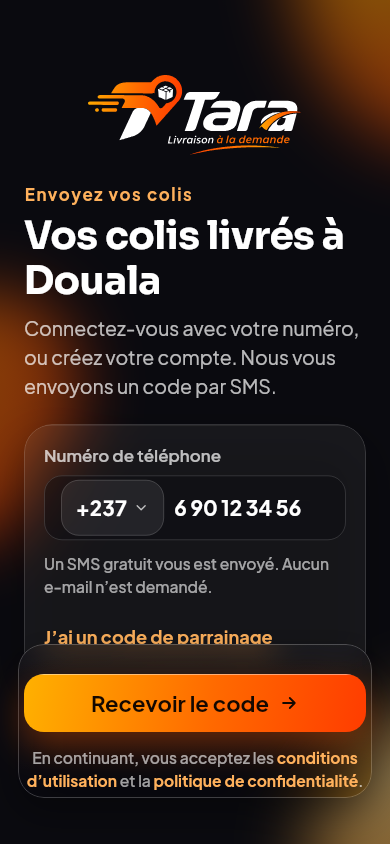 Tara
Livraison à la demande
Envoyez vos colis
Vos colis livrés à
Douala
Connectez-vous avec votre numéro,
ou créez votre compte. Nous vous
envoyons un code par SMS.
Numéro de téléphone
+237 6 90 12 34 56
Un SMS gratuit vous est envoyé. Aucun
e-mail n’est demandé.
J’ai un code de parrainage
Recevoir le code →
En continuant, vous acceptez les conditions
d’utilisation et la politique de confidentialité.